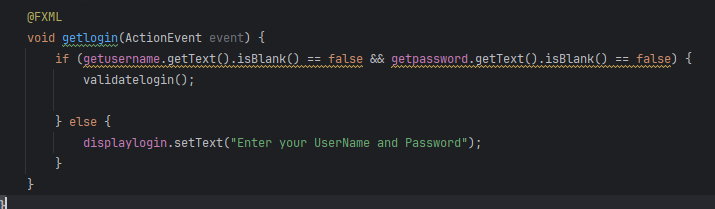 @FXML
void getlogin(ActionEvent event) {
    if (getusername.getText().isBlank() == false && getpassword.getText().isBlank() == false) {
        validatelogin();
    } else {
        displaylogin.setText("Enter your UserName and Password");
    }
}
}